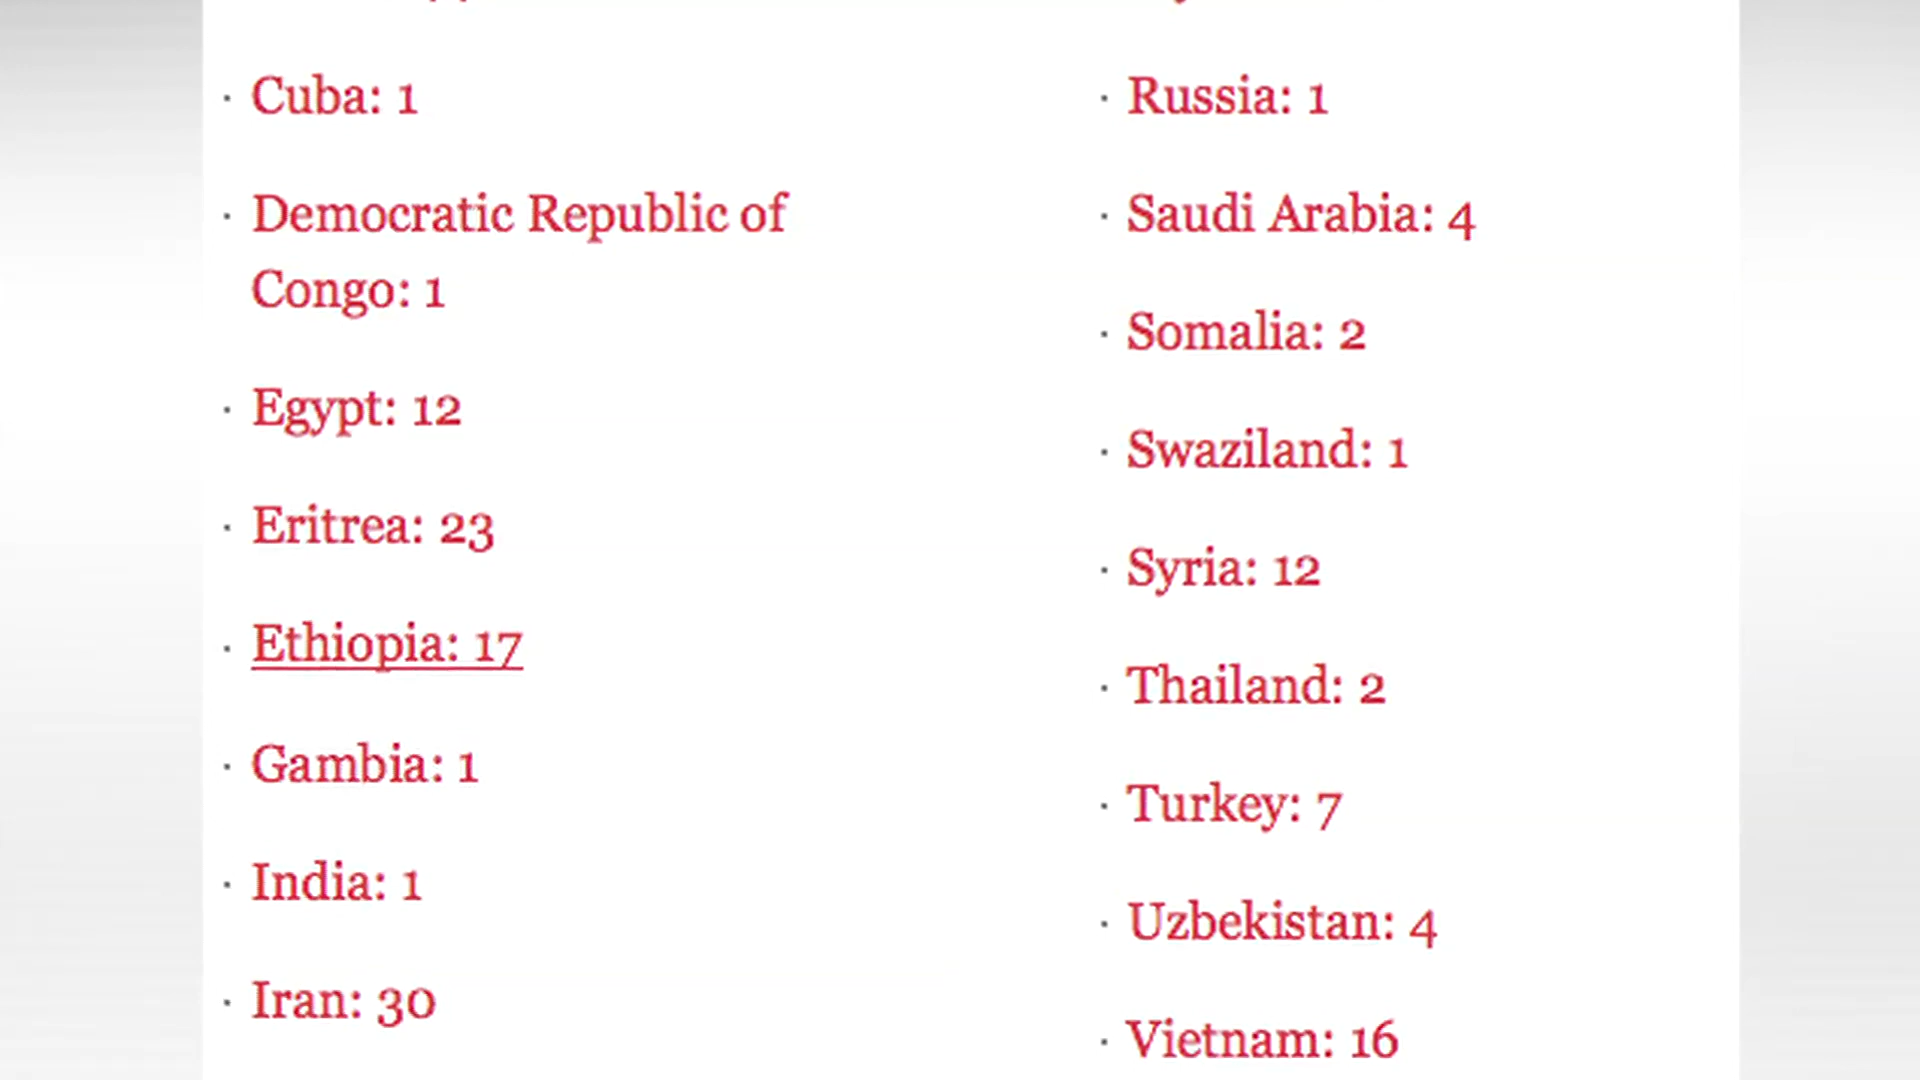 · Cuba: 1
· Democratic Republic of
Congo: 1
· Egypt: 12
· Eritrea: 23
· Ethiopia: 17
· Gambia: 1
· India: 1
· Iran: 30
· Russia: 1
· Saudi Arabia: 4
· Somalia: 2
· Swaziland: 1
· Syria: 12
· Thailand: 2
· Turkey: 7
· Uzbekistan: 4
· Vietnam: 16